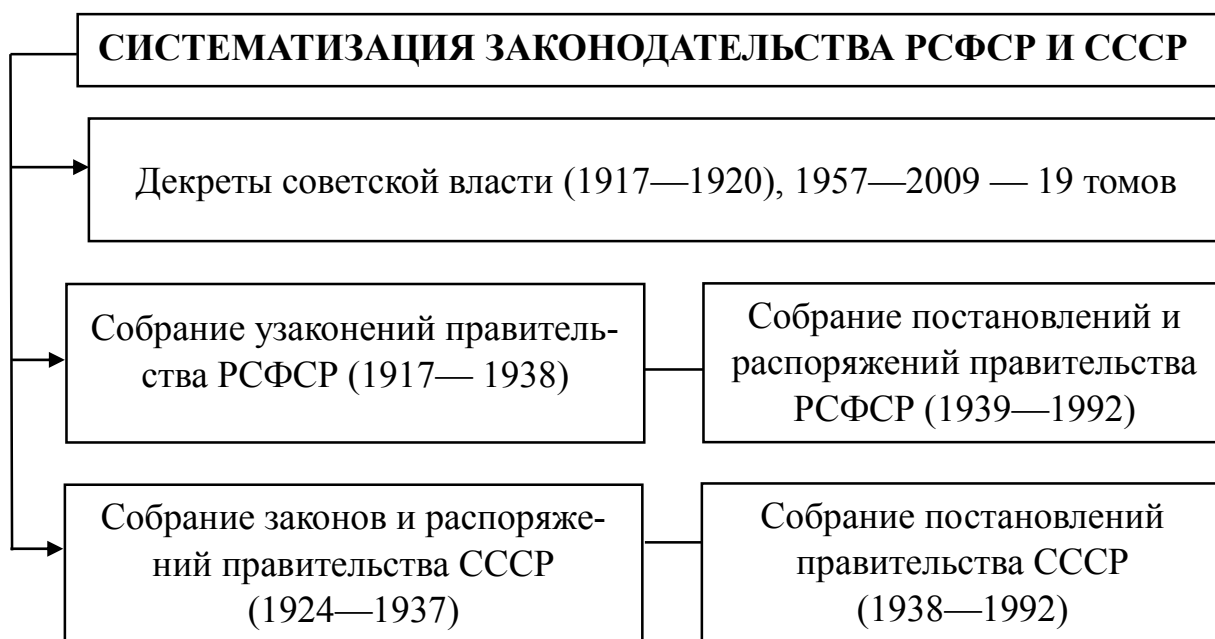 СИСТЕМАТИЗАЦИЯ ЗАКОНОДАТЕЛЬСТВА РСФСР И СССР
Декреты советской власти (1917—1920), 1957—2009 — 19 томов
Собрание узаконений правитель-
ства РСФСР (1917— 1938)
Собрание постановлений и
распоряжений правительства
РСФСР (1939—1992)
Собрание законов и распоряже-
ний правительства СССР
(1924—1937)
Собрание постановлений
правительства СССР
(1938—1992)